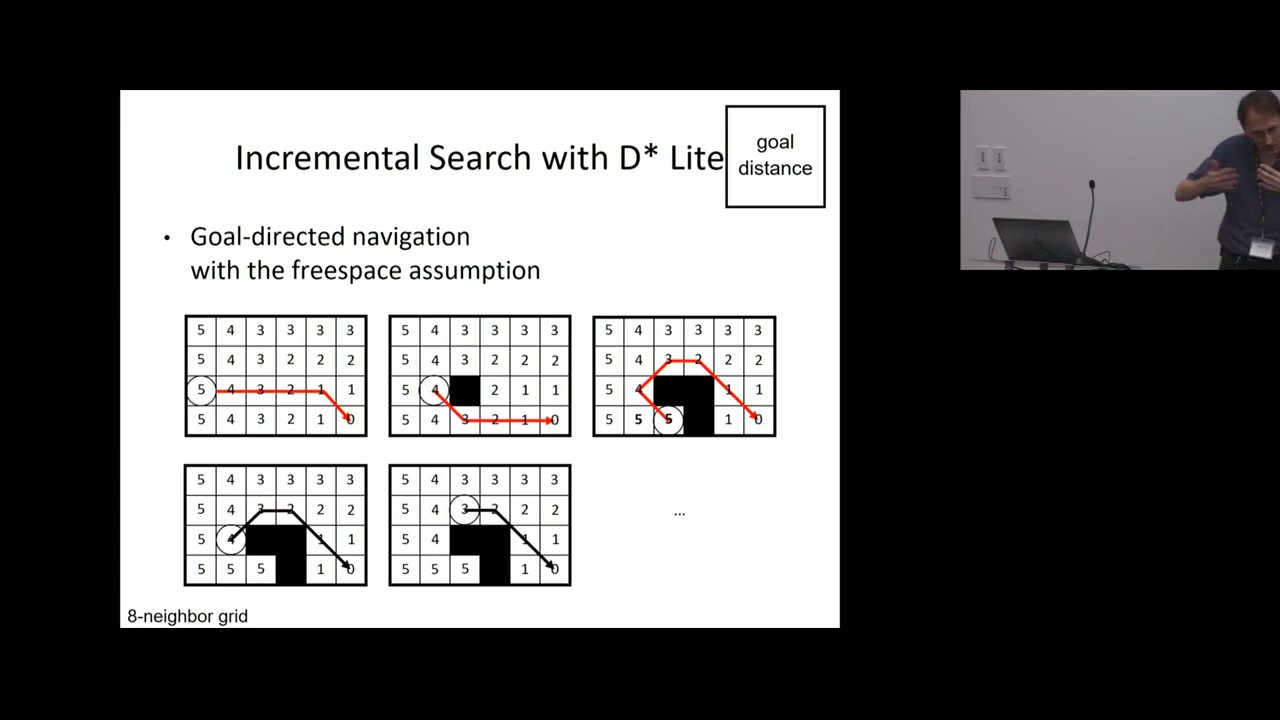 Incremental Search with D* Lite
goal
distance
• Goal-directed navigation
with the freespace assumption
5 4 3 3 3 3
5 4 3 2 2 2
5 4 3 2 1 1
5 4 3 2 1 0
5 4 3 3 3 3
5 4 3 2 2 2
5 4 2 1 1
5 4 3 2 1 0
5 4 3 3 3 3
5 4 3 2 2 2
5 4 1 1
5 5 5 1 0
5 4 3 3 3 3
5 4 3 2 2 2
5 4 1 1
5 5 5 1 0
5 4 3 3 3 3
5 4 3 2 2 2
5 4 1 1
5 5 5 1 0
...
8-neighbor grid